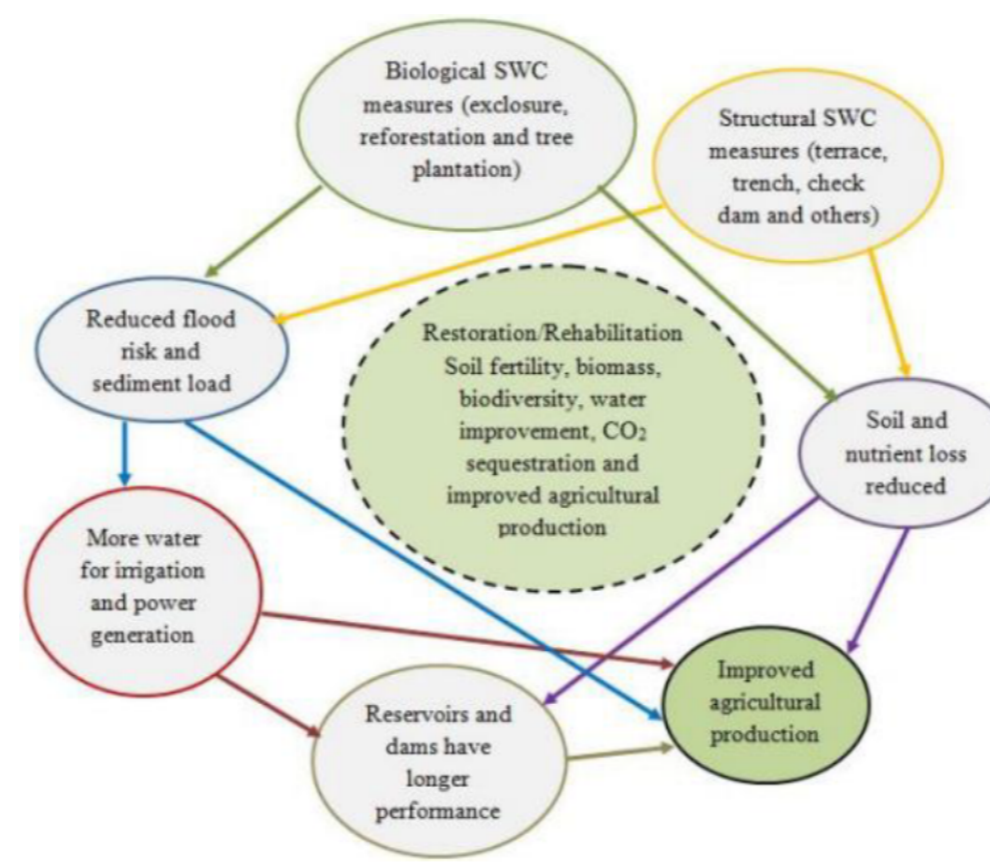 Biological SWC
measures (exclosure,
reforestation and tree
plantation)
Structural SWC
measures (terrace,
trench, check
dam and others)
Reduced flood
risk and
sediment load
Restoration/Rehabilitation
Soil fertility, biomass,
biodiversity, water
improvement, CO₂
sequestration and
improved agricultural
production
Soil and
nutrient loss
reduced
More water
for irrigation
and power
generation
Improved
agricultural
production
Reservoirs and
dams have
longer
performance